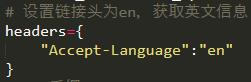 # 设置链接头为en, 获取英文信息
headers={
    "Accept-Language":"en"
}